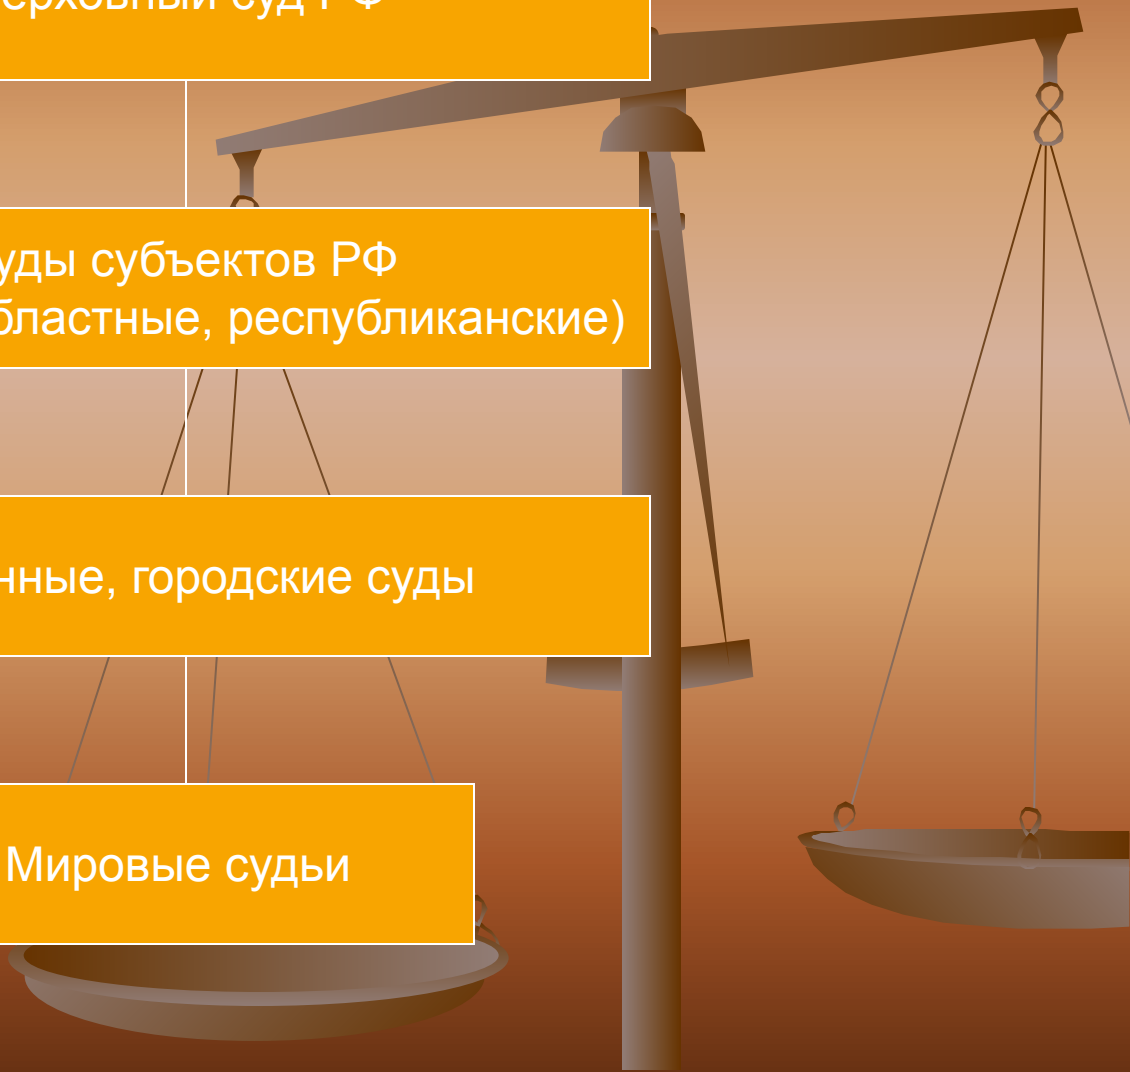 ерховный суд РФ
уды субъектов РФ
бластные, республиканские)
нные, городские суды
Мировые судьи